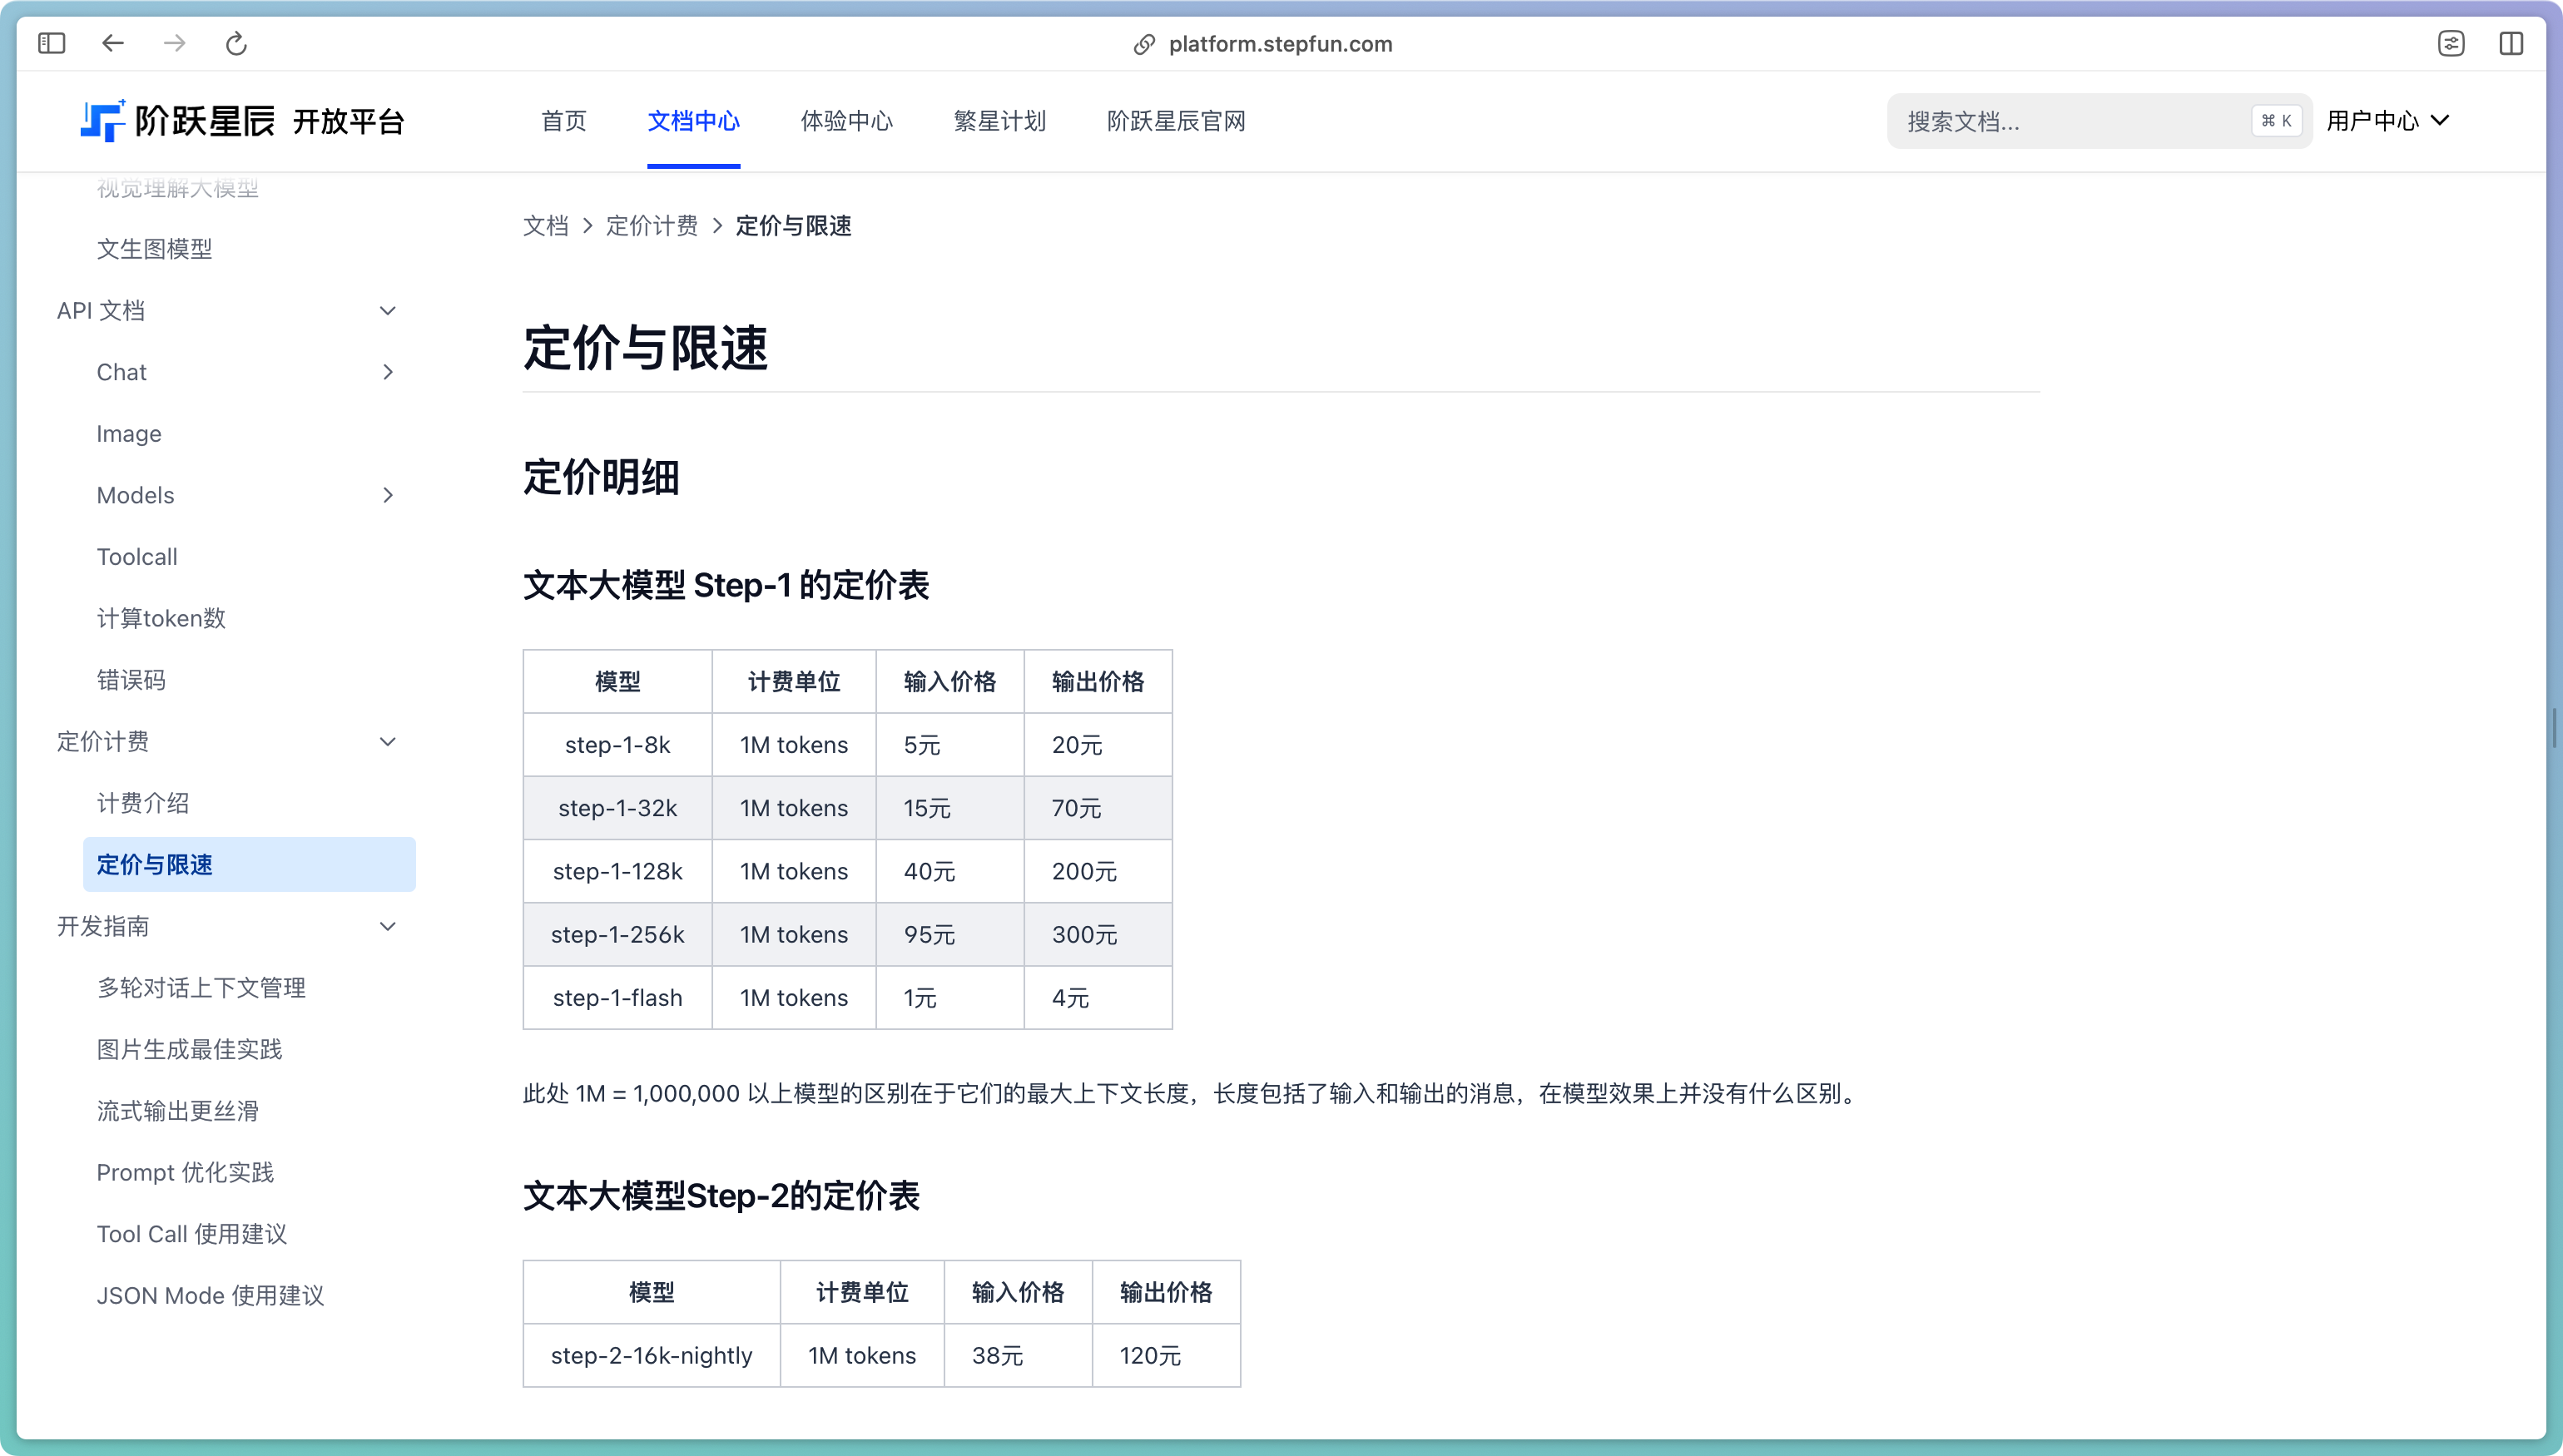 platform.stepfun.com
阶跃星辰 开放平台
首页 文档中心 体验中心 繁星计划 阶跃星辰官网
搜索文档... ⌘ K 用户中心
视觉理解大模型
文生图模型
API 文档
Chat
Image
Models
Toolcall
计算token数
错误码
定价计费
计费介绍
定价与限速
开发指南
多轮对话上下文管理
图片生成最佳实践
流式输出更丝滑
Prompt 优化实践
Tool Call 使用建议
JSON Mode 使用建议
文档 > 定价计费 > 定价与限速
定价与限速
定价明细
文本大模型 Step-1 的定价表
模型 计费单位 输入价格 输出价格
step-1-8k 1M tokens 5元 20元
step-1-32k 1M tokens 15元 70元
step-1-128k 1M tokens 40元 200元
step-1-256k 1M tokens 95元 300元
step-1-flash 1M tokens 1元 4元
此处 1M = 1,000,000 以上模型的区别在于它们的最大上下文长度，长度包括了输入和输出的消息，在模型效果上并没有什么区别。
文本大模型Step-2的定价表
模型 计费单位 输入价格 输出价格
step-2-16k-nightly 1M tokens 38元 120元